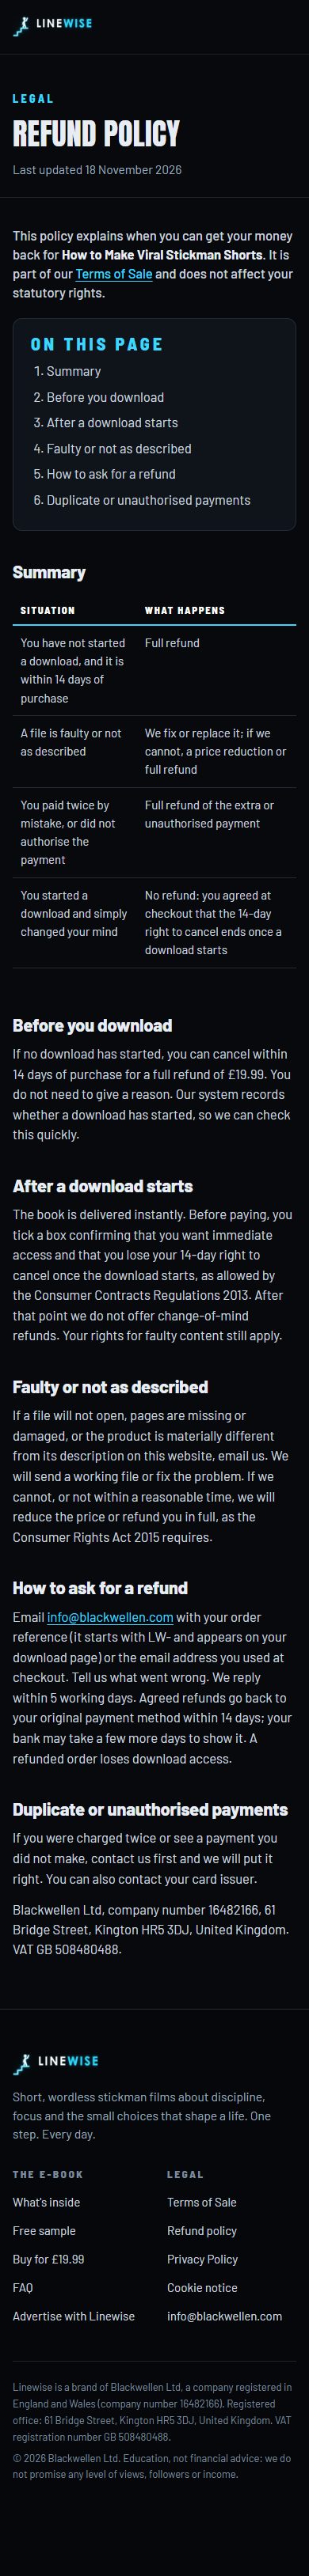 LINEWISE
LEGAL
REFUND POLICY
Last updated 18 November 2026
This policy explains when you can get your money
back for How to Make Viral Stickman Shorts. It is
part of our Terms of Sale and does not affect your
statutory rights.
ON THIS PAGE
1. Summary
2. Before you download
3. After a download starts
4. Faulty or not as described
5. How to ask for a refund
6. Duplicate or unauthorised payments
Summary
SITUATION WHAT HAPPENS
You have not started Full refund
a download, and it is
within 14 days of
purchase
A file is faulty or not We fix or replace it; if we
as described cannot, a price reduction or
full refund
You paid twice by Full refund of the extra or
mistake, or did not unauthorised payment
authorise the
payment
You started a No refund: you agreed at
download and simply checkout that the 14-day
changed your mind right to cancel ends once a
download starts
Before you download
If no download has started, you can cancel within
14 days of purchase for a full refund of £19.99. You
do not need to give a reason. Our system records
whether a download has started, so we can check
this quickly.
After a download starts
The book is delivered instantly. Before paying, you
tick a box confirming that you want immediate
access and that you lose your 14-day right to
cancel once the download starts, as allowed by
the Consumer Contracts Regulations 2013. After
that point we do not offer change-of-mind
refunds. Your rights for faulty content still apply.
Faulty or not as described
If a file will not open, pages are missing or
damaged, or the product is materially different
from its description on this website, email us. We
will send a working file or fix the problem. If we
cannot, or not within a reasonable time, we will
reduce the price or refund you in full, as the
Consumer Rights Act 2015 requires.
How to ask for a refund
Email info@blackwellen.com with your order
reference (it starts with LW- and appears on your
download page) or the email address you used at
checkout. Tell us what went wrong. We reply
within 5 working days. Agreed refunds go back to
your original payment method within 14 days; your
bank may take a few more days to show it. A
refunded order loses download access.
Duplicate or unauthorised payments
If you were charged twice or see a payment you
did not make, contact us first and we will put it
right. You can also contact your card issuer.
Blackwellen Ltd, company number 16482166, 61
Bridge Street, Kington HR5 3DJ, United Kingdom.
VAT GB 508480488.
LINEWISE
Short, wordless stickman films about discipline,
focus and the small choices that shape a life. One
step. Every day.
THE E-BOOK LEGAL
What's inside Terms of Sale
Free sample Refund policy
Buy for £19.99 Privacy Policy
FAQ Cookie notice
Advertise with Linewise info@blackwellen.com
Linewise is a brand of Blackwellen Ltd, a company registered in
England and Wales (company number 16482166). Registered
office: 61 Bridge Street, Kington HR5 3DJ, United Kingdom. VAT
registration number GB 508480488.
© 2026 Blackwellen Ltd. Education, not financial advice: we do
not promise any level of views, followers or income.